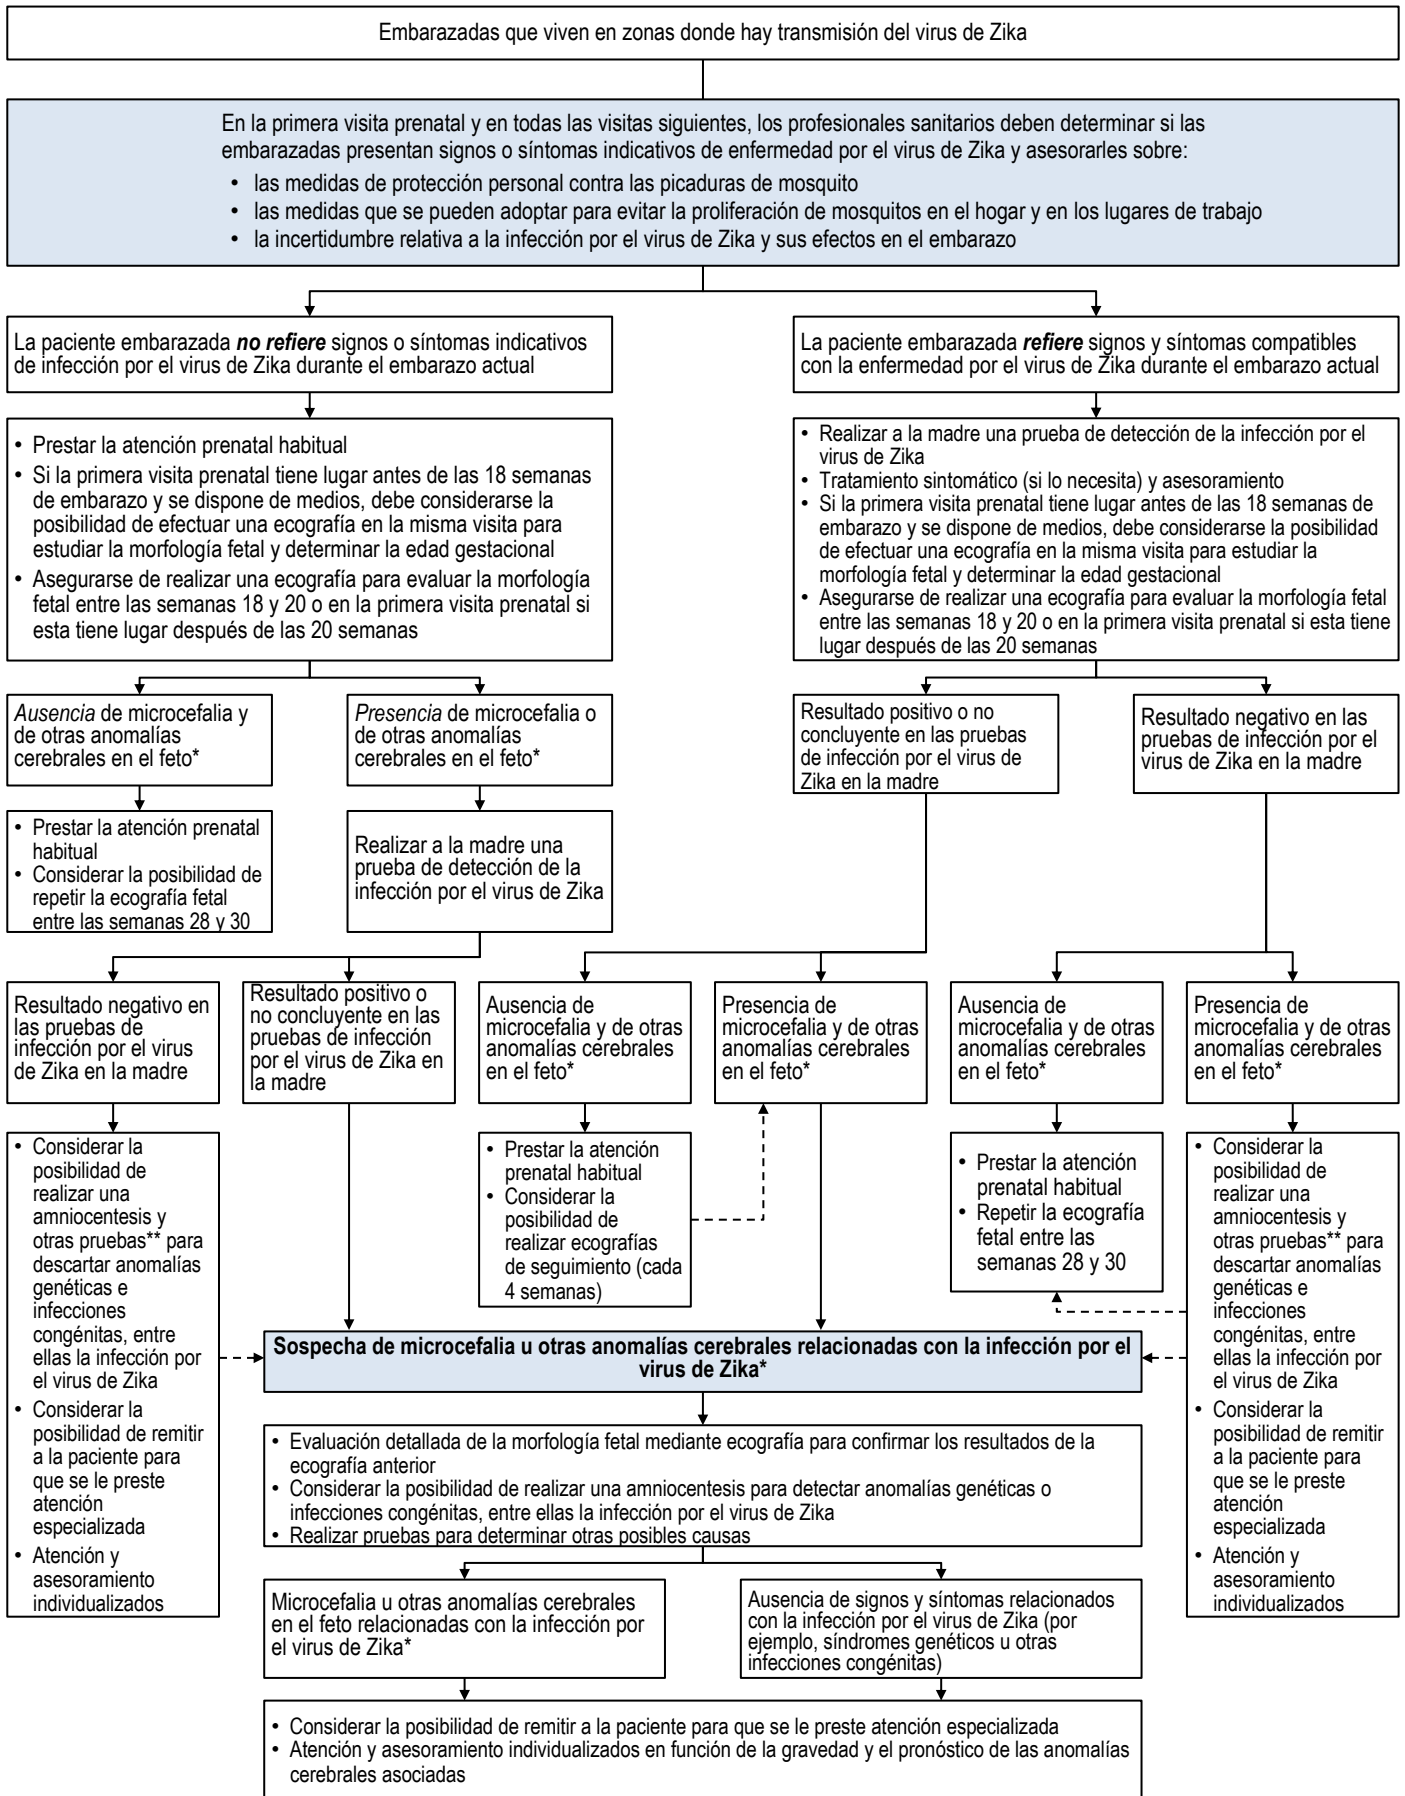 Embarazadas que viven en zonas donde hay transmisión del virus de Zika
En la primera visita prenatal y en todas las visitas siguientes, los profesionales sanitarios deben determinar si las
embarazadas presentan signos o síntomas indicativos de enfermedad por el virus de Zika y asesorarles sobre:
• las medidas de protección personal contra las picaduras de mosquito
• las medidas que se pueden adoptar para evitar la proliferación de mosquitos en el hogar y en los lugares de trabajo
• la incertidumbre relativa a la infección por el virus de Zika y sus efectos en el embarazo
La paciente embarazada no refiere signos o síntomas indicativos
de infección por el virus de Zika durante el embarazo actual
La paciente embarazada refiere signos y síntomas compatibles
con la enfermedad por el virus de Zika durante el embarazo actual
• Prestar la atención prenatal habitual
• Si la primera visita prenatal tiene lugar antes de las 18 semanas
de embarazo y se dispone de medios, debe considerarse la
posibilidad de efectuar una ecografía en la misma visita para
estudiar la morfología fetal y determinar la edad gestacional
• Asegurarse de realizar una ecografía para evaluar la morfología
fetal entre las semanas 18 y 20 o en la primera visita prenatal si
esta tiene lugar después de las 20 semanas
• Realizar a la madre una prueba de detección de la infección por el
virus de Zika
• Tratamiento sintomático (si lo necesita) y asesoramiento
• Si la primera visita prenatal tiene lugar antes de las 18 semanas de
embarazo y se dispone de medios, debe considerarse la posibilidad
de efectuar una ecografía en la misma visita para estudiar la
morfología fetal y determinar la edad gestacional
• Asegurarse de realizar una ecografía para evaluar la morfología fetal
entre las semanas 18 y 20 o en la primera visita prenatal si esta tiene
lugar después de las 20 semanas
Ausencia de microcefalia y
de otras anomalías
cerebrales en el feto*
Presencia de microcefalia o
de otras anomalías
cerebrales en el feto*
Resultado positivo o no
concluyente en las pruebas
de infección por el virus de
Zika en la madre
Resultado negativo en las
pruebas de infección por el
virus de Zika en la madre
• Prestar la atención prenatal
habitual
• Considerar la posibilidad de
repetir la ecografía fetal
entre las semanas 28 y 30
Realizar a la madre una
prueba de detección de la
infección por el virus de Zika
Resultado negativo en
las pruebas de
infección por el virus
de Zika en la madre
Resultado positivo o
no concluyente en las
pruebas de infección
por el virus de Zika en
la madre
Ausencia de
microcefalia y de otras
anomalías cerebrales
en el feto*
Presencia de
microcefalia y de otras
anomalías cerebrales
en el feto*
Ausencia de
microcefalia y de otras
anomalías cerebrales
en el feto*
Presencia de
microcefalia y de otras
anomalías cerebrales
en el feto*
• Considerar la
posibilidad de
realizar una
amniocentesis y
otras pruebas** para
descartar anomalías
genéticas e
infecciones
congénitas, entre
ellas la infección por
el virus de Zika
• Considerar la
posibilidad de remitir
a la paciente para
que se le preste
atención
especializada
• Atención y
asesoramiento
individualizados
• Prestar la atención
prenatal habitual
• Considerar la
posibilidad de
realizar ecografías
de seguimiento (cada
4 semanas)
• Prestar la atención
prenatal habitual
• Repetir la ecografía
fetal entre las
semanas 28 y 30
• Considerar la
posibilidad de
realizar una
amniocentesis y
otras pruebas** para
descartar anomalías
genéticas e
infecciones
congénitas, entre
ellas la infección por
el virus de Zika
• Considerar la
posibilidad de remitir
a la paciente para
que se le preste
atención
especializada
• Atención y
asesoramiento
individualizados
Sospecha de microcefalia u otras anomalías cerebrales relacionadas con la infección por el
virus de Zika*
• Evaluación detallada de la morfología fetal mediante ecografía para confirmar los resultados de la
ecografía anterior
• Considerar la posibilidad de realizar una amniocentesis para detectar anomalías genéticas o
infecciones congénitas, entre ellas la infección por el virus de Zika
• Realizar pruebas para determinar otras posibles causas
Microcefalia u otras anomalías cerebrales
en el feto relacionadas con la infección por
el virus de Zika*
Ausencia de signos y síntomas relacionados
con la infección por el virus de Zika (por
ejemplo, síndromes genéticos u otras
infecciones congénitas)
• Considerar la posibilidad de remitir a la paciente para que se le preste atención especializada
• Atención y asesoramiento individualizados en función de la gravedad y el pronóstico de las anomalías
cerebrales asociadas